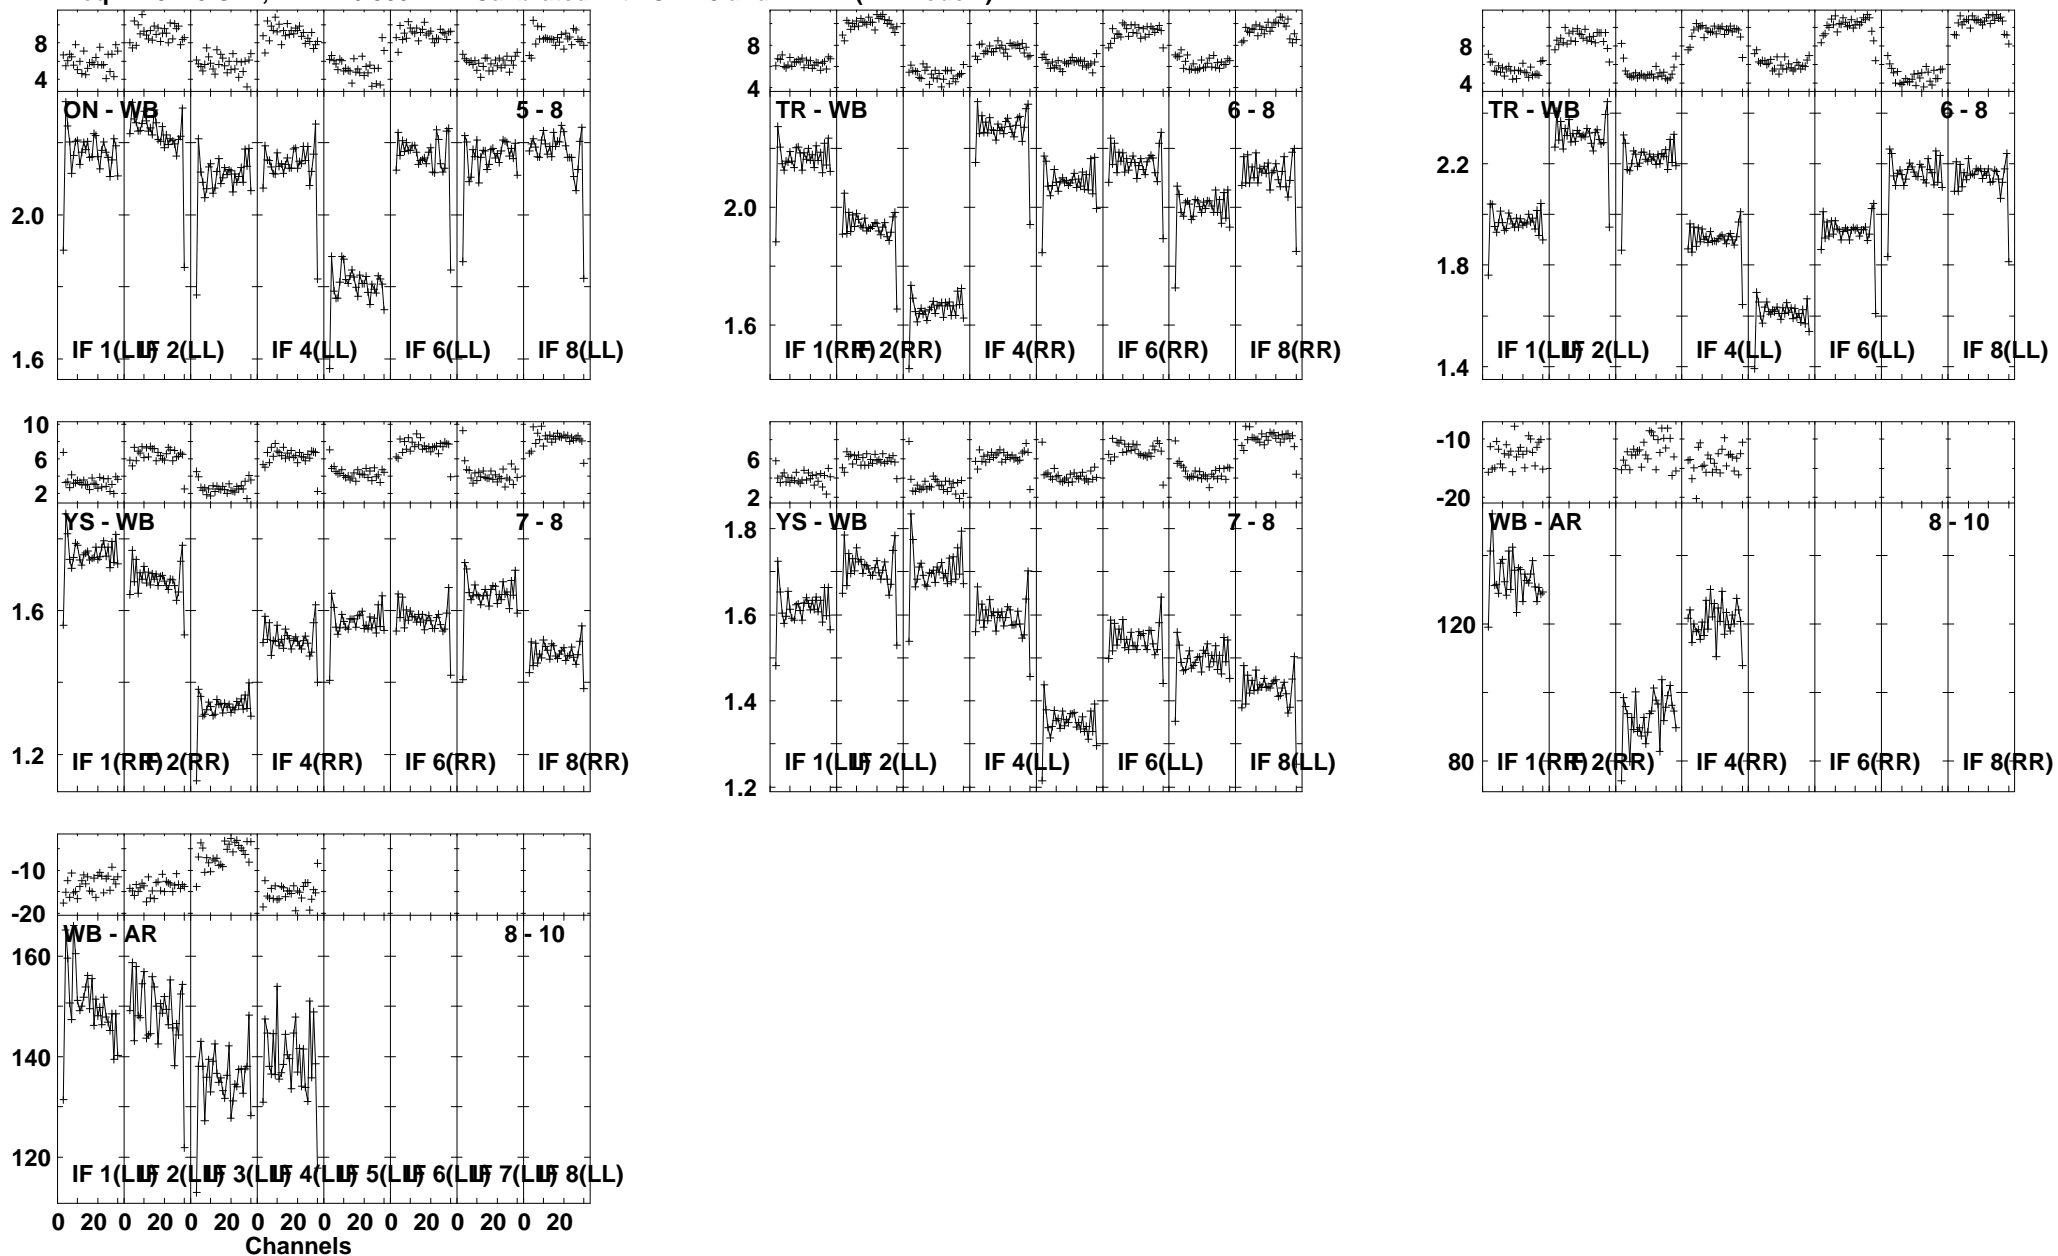 8 8 8
4 4 4
ON - WB 5 - 8 TR - WB 6 - 8 TR - WB 6 - 8
2.2
2.0 2.0
1.8
1.6 IF 1(LL) IF 2(LL) IF 4(LL) IF 6(LL) IF 8(LL)
1.6 IF 1(RR) IF 2(RR) IF 4(RR) IF 6(RR) IF 8(RR)
1.4 IF 1(LL) IF 2(LL) IF 4(LL) IF 6(LL) IF 8(LL)
10 -10
6 6
2 2 -20
YS - WB 7 - 8 YS - WB 7 - 8 WB - AR 8 - 10
1.8
1.6 1.6 120
1.4
1.2 IF 1(RR) IF 2(RR) IF 4(RR) IF 6(RR) IF 8(RR)
1.2 IF 1(LL) IF 2(LL) IF 4(LL) IF 6(LL) IF 8(LL)
80 IF 1(RR) IF 2(RR) IF 4(RR) IF 6(RR) IF 8(RR)
-10
-20
WB - AR 8 - 10
160
140
120
IF 1(LL) IF 2(LL) IF 3(LL) IF 4(LL) IF 5(LL) IF 6(LL) IF 7(LL) IF 8(LL)
0 20 0 20 0 20 0 20 0 20 0 20 0 20 0 20
Channels